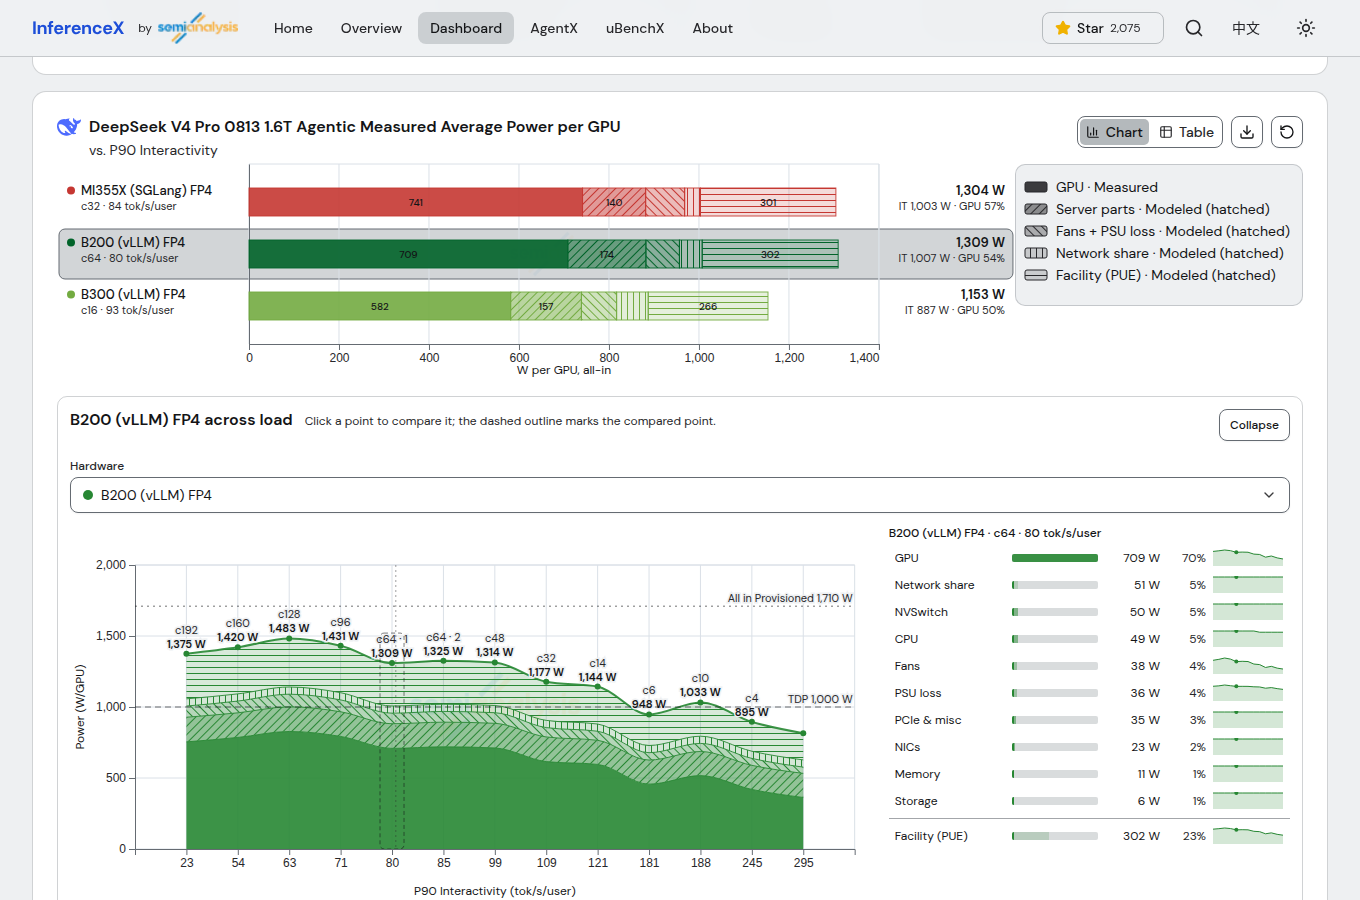 InferenceX by semianalysis Home Overview Dashboard AgentX uBenchX About Star 2,075 中文
DeepSeek V4 Pro 0813 1.6T Agentic Measured Average Power per GPU
vs. P90 Interactivity
Chart Table
MI355X (SGLang) FP4
c32 · 84 tok/s/user
741 140 301
1,304 W
IT 1,003 W · GPU 57%
B200 (vLLM) FP4
c64 · 80 tok/s/user
709 174 302
1,309 W
IT 1,007 W · GPU 54%
B300 (vLLM) FP4
c16 · 93 tok/s/user
582 157 266
1,153 W
IT 887 W · GPU 50%
0 200 400 600 800 1,000 1,200 1,400
W per GPU, all-in
GPU · Measured
Server parts · Modeled (hatched)
Fans + PSU loss · Modeled (hatched)
Network share · Modeled (hatched)
Facility (PUE) · Modeled (hatched)
B200 (vLLM) FP4 across load Click a point to compare it; the dashed outline marks the compared point.
Collapse
Hardware
B200 (vLLM) FP4
Power (W/GPU)
2,000
1,500
1,000
500
0
All in Provisioned 1,710 W
TDP 1,000 W
c192
1,375 W
c160
1,420 W
c128
1,483 W
c96
1,431 W
c64 · 1
1,309 W
c64 · 2
1,325 W
c48
1,314 W
c32
1,177 W
c14
1,144 W
c6
948 W
c10
1,033 W
c4
895 W
23 54 63 71 80 85 99 109 121 181 188 245 295
P90 Interactivity (tok/s/user)
B200 (vLLM) FP4 · c64 · 80 tok/s/user
GPU 709 W 70%
Network share 51 W 5%
NVSwitch 50 W 5%
CPU 49 W 5%
Fans 38 W 4%
PSU loss 36 W 4%
PCIe & misc 35 W 3%
NICs 23 W 2%
Memory 11 W 1%
Storage 6 W 1%
Facility (PUE) 302 W 23%